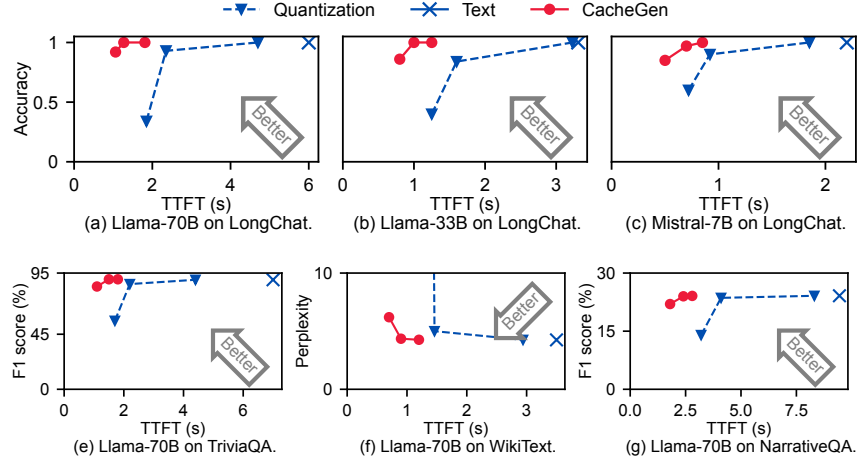 Quantization Text CacheGen
Accuracy
1
0.5
0
Better
0 2 4 6
TTFT (s)
(a) Llama-70B on LongChat.
Better
0 1 2 3
TTFT (s)
(b) Llama-33B on LongChat.
Better
0 1 2
TTFT (s)
(c) Mistral-7B on LongChat.
F1 score (%)
95
45
0
Better
0 2 4 6
TTFT (s)
(e) Llama-70B on TriviaQA.
Perplexity
10
0
Better
0 1 2 3
TTFT (s)
(f) Llama-70B on WikiText.
F1 score (%)
30
15
0
Better
0.0 2.5 5.0 7.5
TTFT (s)
(g) Llama-70B on NarrativeQA.